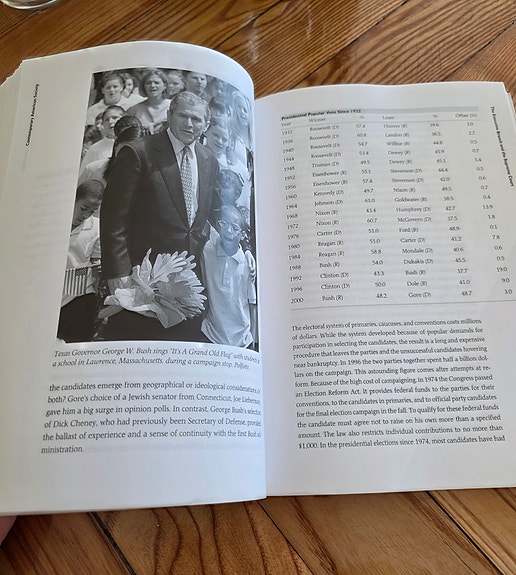 Contemporary American Society
Texas Governor George W. Bush sings "It's A Grand Old Flag" with students
a school in Lawrence, Massachusetts, during a campaign stop. Polfoto.
the candidates emerge from geographical or ideological considerations, or
both? Gore's choice of a Jewish senator from Connecticut, Joe Lieberman,
gave him a big surge in opinion polls. In contrast, George Bush's selection
of Dick Cheney, who had previously been Secretary of Defense, provided
the ballast of experience and a sense of continuity with the first Bush ad-
ministration.
The Executive Branch and the Supreme Court
Presidential Popular Vote Since 1932
Year Winner % Loser % Other (%)
Roosevelt (D) 57.4 Hoover (R) 39.6 3.0
Roosevelt (D) 60.8 Landon (R) 36.5 2.7
1940 Roosevelt (D) 54.7 Willkie (R) 44.8 0.5
1944 Roosevelt (D) 53.4 Dewey (R) 45.9 0.7
1948 Truman (D) 49.5 Dewey (R) 45.1 5.4
1952 Eisenhower (R) 55.1 Stevenson (D) 44.4 0.5
1956 Eisenhower (R) 57.4 Stevenson (D) 42.0 0.6
1960 Kennedy (D) 49.7 Nixon (R) 49.5 0.7
1964 Johnson (D) 61.0 Goldwater (R) 38.5 0.4
1968 Nixon (R) 43.4 Humphrey (D) 42.7 13.9
1972 Nixon (R) 60.7 McGovern (D) 37.5 1.8
1976 Carter (D) 51.0 Ford (R) 48.9 0.3
1980 Reagan (R) 51.0 Carter (D) 41.2 7.8
1984 Reagan (R) 58.8 Mondale (D) 40.6 0.6
1988 Bush (R) 54.0 Dukakis (D) 45.5 0.5
1992 Clinton (D) 43.3 Bush (R) 37.7 19.0
1996 Clinton (D) 50.0 Dole (R) 41.0 9.0
2000 Bush (R) 48.2 Gore (D) 48.7 3.0
The electoral system of primaries, caucuses, and conventions costs millions
of dollars. While the system developed because of popular demands for
participation in selecting the candidates, the result is a long and expensive
procedure that leaves the parties and the unsuccessful candidates hovering
near bankruptcy. In 1996 the two parties together spent half a billion dol-
lars on the campaign. This astounding figure comes after attempts at re-
form. Because of the high cost of campaigning, in 1974 the Congress passed
an Election Reform Act. It provides federal funds to the parties for their
conventions, to the candidates in primaries, and to official party candidates
for the final election campaign in the fall. To qualify for these federal funds
the candidate must agree not to raise on his own more than a specified
amount. The law also restricts individual contributions to no more than
$1,000. In the presidential elections since 1974, most candidates have had